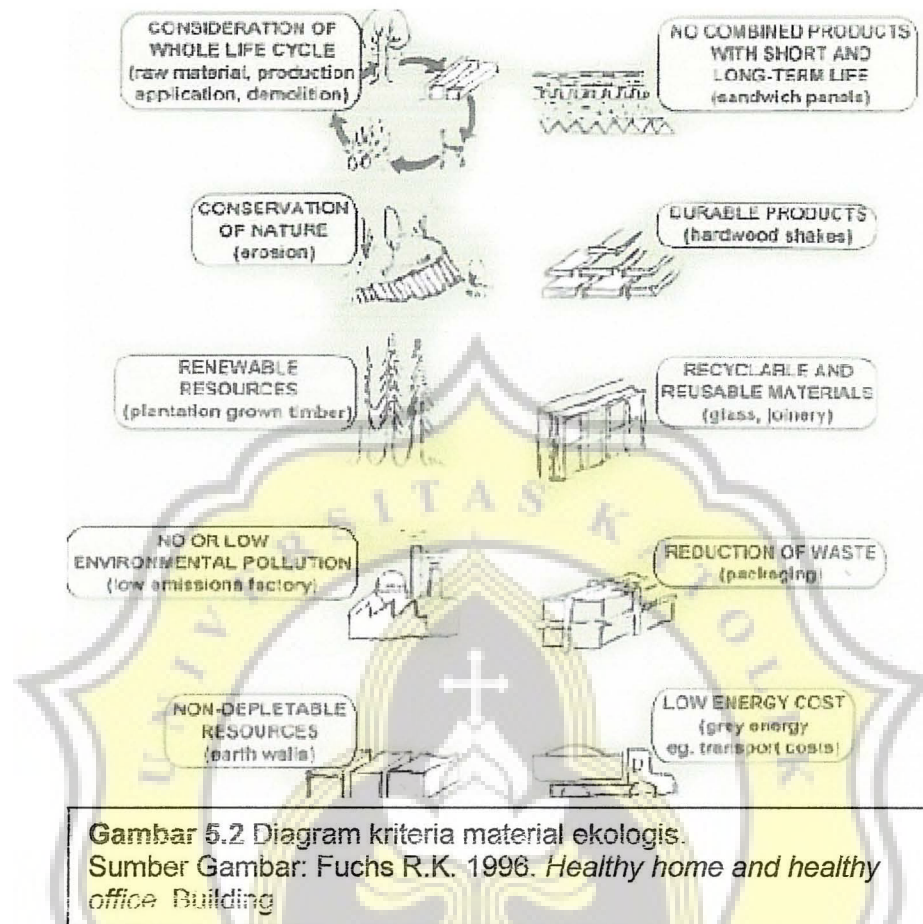 CONSIDERATION OF
WHOLE LIFE CYCLE
(raw material, production
application, demolition)
NO COMBINED PRODUCTS
WITH SHORT AND
LONG-TERM LIFE
(sandwich panels)
CONSERVATION
OF NATURE
(erosion)
DURABLE PRODUCTS
(hardwood shakes)
RENEWABLE
RESOURCES
(plantation grown timber)
RECYCLABLE AND
REUSABLE MATERIALS
(glass, joinery)
NO OR LOW
ENVIRONMENTAL POLLUTION
(low emissions factory)
REDUCTION OF WASTE
(packaging)
NON-DEPLETABLE
RESOURCES
(earth walls)
LOW ENERGY COST
(grey energy
eg. transport costs)
UNIVERSITAS KATOLIK
Gambar 5.2 Diagram kriteria material ekologis.
Sumber Gambar: Fuchs R.K. 1996. Healthy home and healthy
office Building